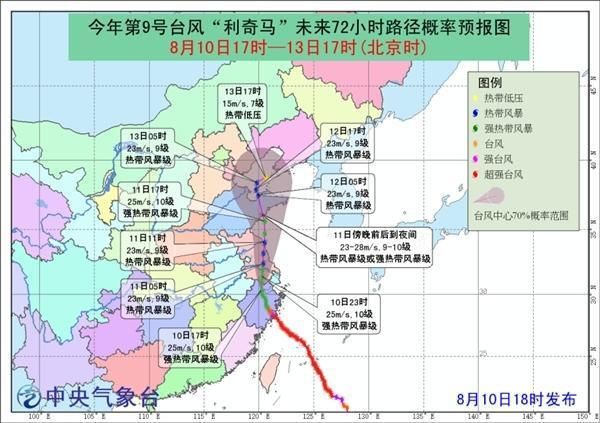 今年第9号台风“利奇马”未来72小时路径概率预报图
8月10日17时—13日17时(北京时)
图例
热带低压
热带风暴
强热带风暴
台风
强台风
超强台风
台风中心70%概率范围
13日17时
15m/s,7级
热带低压
13日05时
23m/s,9级
热带风暴级
12日17时
23m/s,9级
热带风暴级
12日05时
23m/s,9级
热带风暴级
11日17时
25m/s,10级
强热带风暴级
11日傍晚前后到夜间
23-28m/s,9-10级
热带风暴级或强热带风暴级
11日11时
23m/s,9级
热带风暴级
11日05时
23m/s,9级
热带风暴级
10日23时
25m/s,10级
强热带风暴级
10日17时
25m/s,10级
强热带风暴级
45
40
35
30
25
中央气象台
8月10日18时发布
100 E
105 E
110 E
115 E
120 E
125 E
130 E
135 E
140 E
145 E
150 E